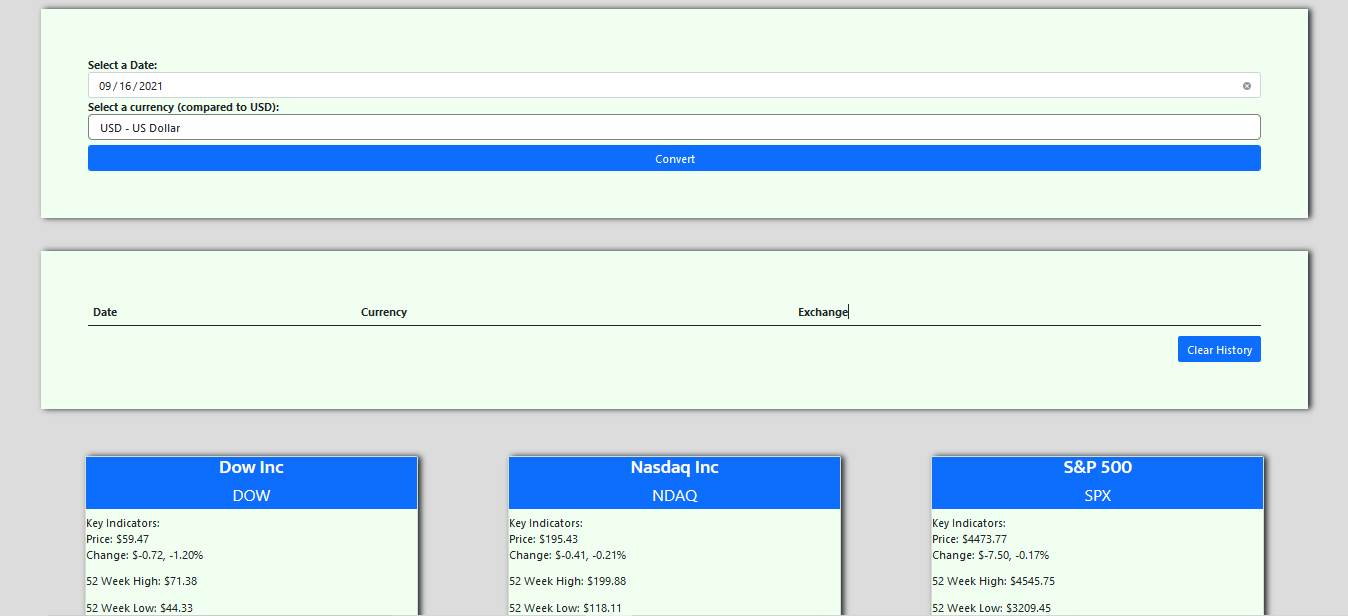 Select a Date:
09 / 16 / 2021
Select a currency (compared to USD):
USD - US Dollar
Convert
Date Currency Exchange
Clear History
Dow Inc
DOW
Key Indicators:
Price: $59.47
Change: $-0.72, -1.20%
52 Week High: $71.38
52 Week Low: $44.33
Nasdaq Inc
NDAQ
Key Indicators:
Price: $195.43
Change: $-0.41, -0.21%
52 Week High: $199.88
52 Week Low: $118.11
S&P 500
SPX
Key Indicators:
Price: $4473.77
Change: $-7.50, -0.17%
52 Week High: $4545.75
52 Week Low: $3209.45